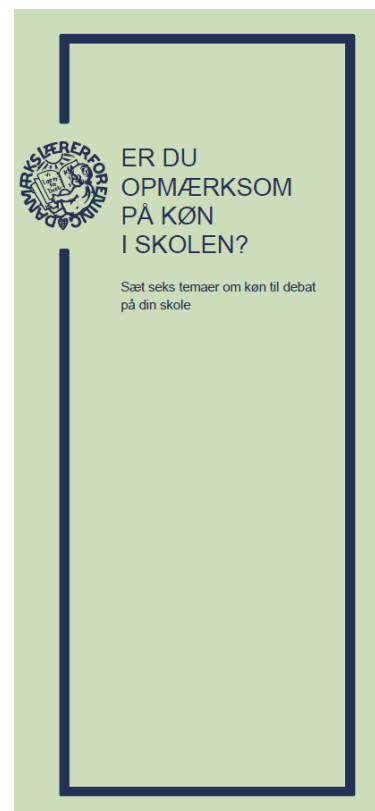 DANMARKS LÆRERFORENING
ER DU
OPMÆRKSOM
PÅ KØN
I SKOLEN?
Sæt seks temaer om køn til debat
på din skole